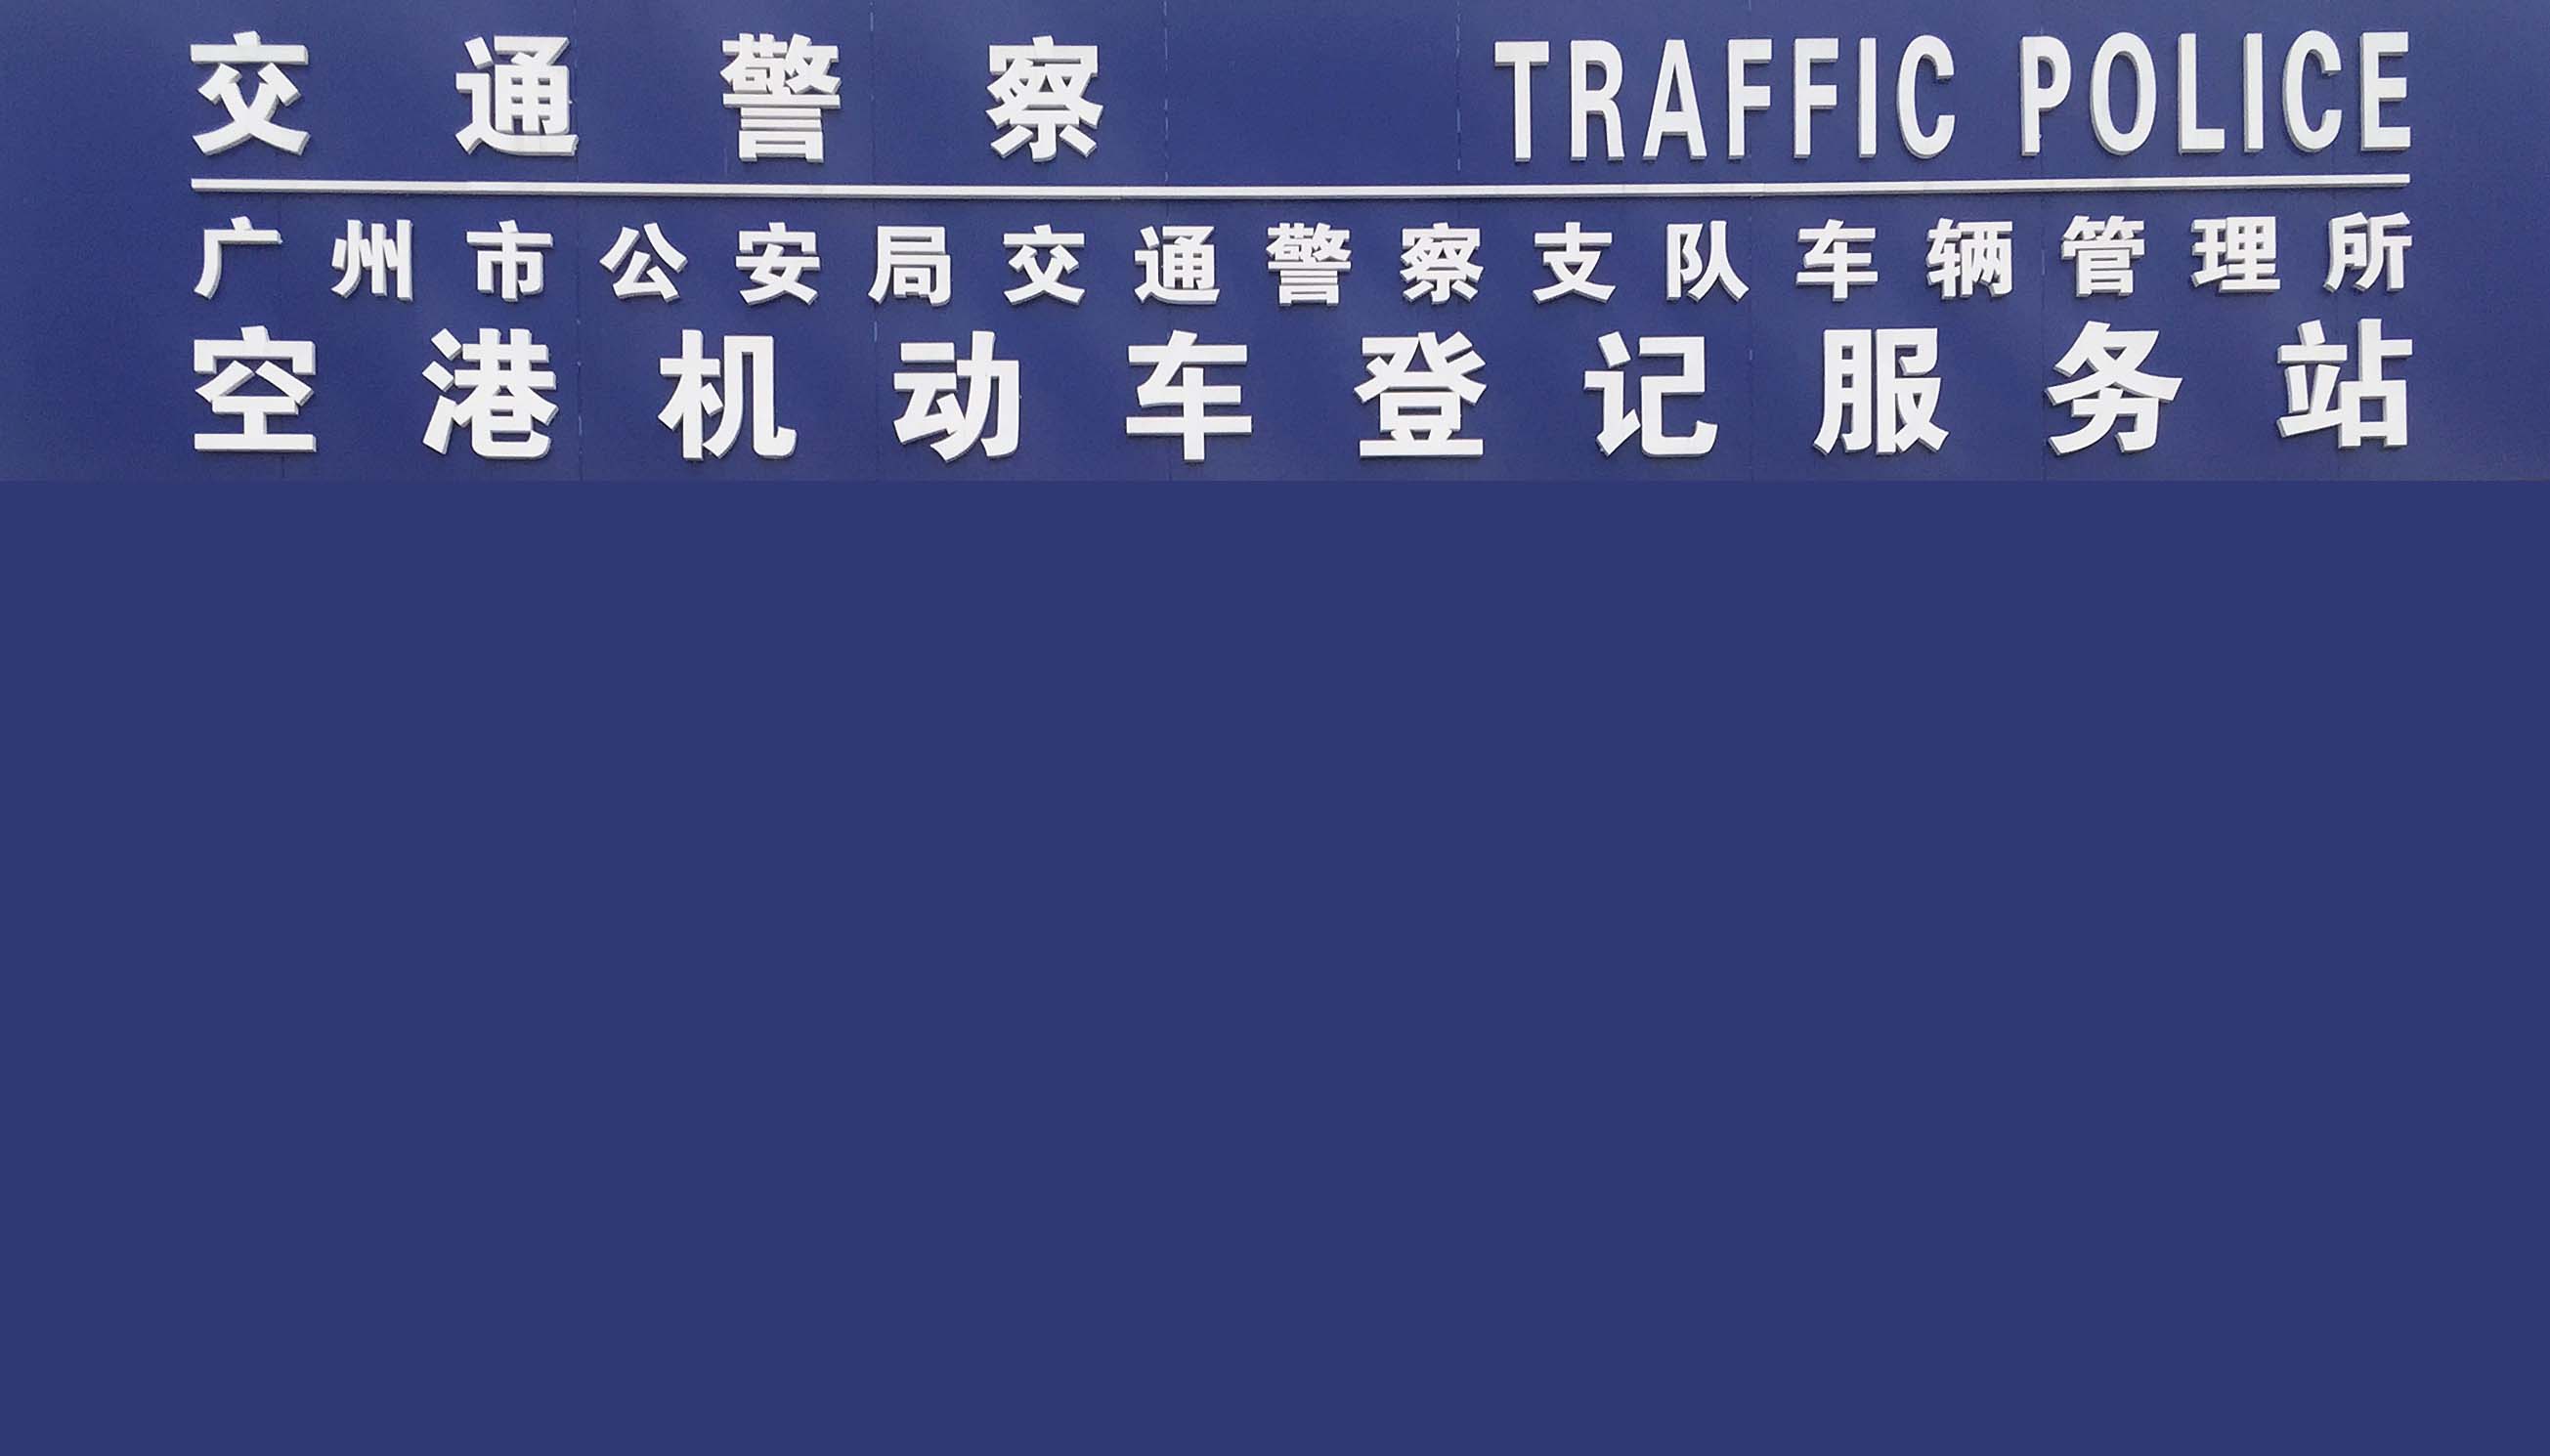 交通警察 TRAFFIC POLICE
广州市公安局交通警察支队车辆管理所
空港机动车登记服务站